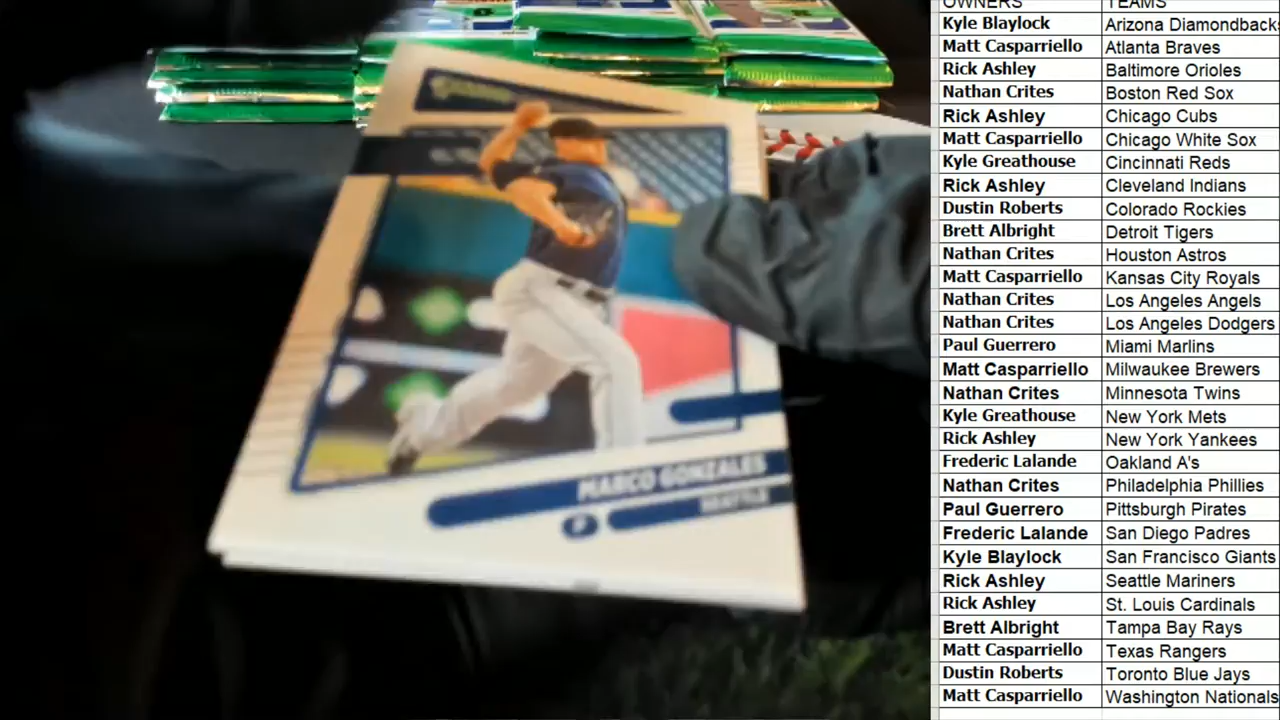 MARCO GONZALES
SEATTLE
P
OWNERS TEAMS
Kyle Blaylock Arizona Diamondback
Matt Casparriello Atlanta Braves
Rick Ashley Baltimore Orioles
Nathan Crites Boston Red Sox
Rick Ashley Chicago Cubs
Matt Casparriello Chicago White Sox
Kyle Greathouse Cincinnati Reds
Rick Ashley Cleveland Indians
Dustin Roberts Colorado Rockies
Brett Albright Detroit Tigers
Nathan Crites Houston Astros
Matt Casparriello Kansas City Royals
Nathan Crites Los Angeles Angels
Nathan Crites Los Angeles Dodgers
Paul Guerrero Miami Marlins
Matt Casparriello Milwaukee Brewers
Nathan Crites Minnesota Twins
Kyle Greathouse New York Mets
Rick Ashley New York Yankees
Frederic Lalande Oakland A's
Nathan Crites Philadelphia Phillies
Paul Guerrero Pittsburgh Pirates
Frederic Lalande San Diego Padres
Kyle Blaylock San Francisco Giants
Rick Ashley Seattle Mariners
Rick Ashley St. Louis Cardinals
Brett Albright Tampa Bay Rays
Matt Casparriello Texas Rangers
Dustin Roberts Toronto Blue Jays
Matt Casparriello Washington Nationals